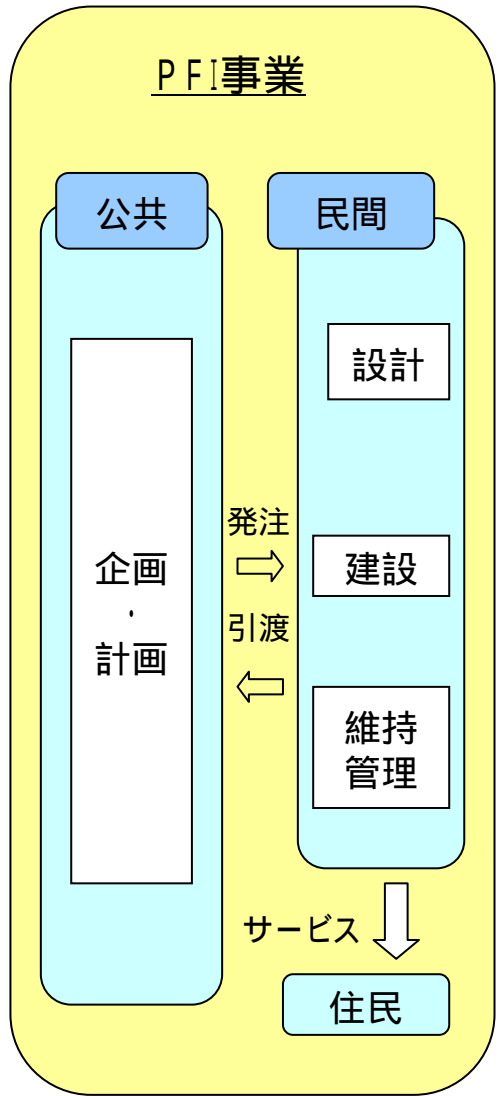 ＰＦI事業
公共
民間
企画
・
計画
発注
引渡
設計
建設
維持
管理
サービス
住民